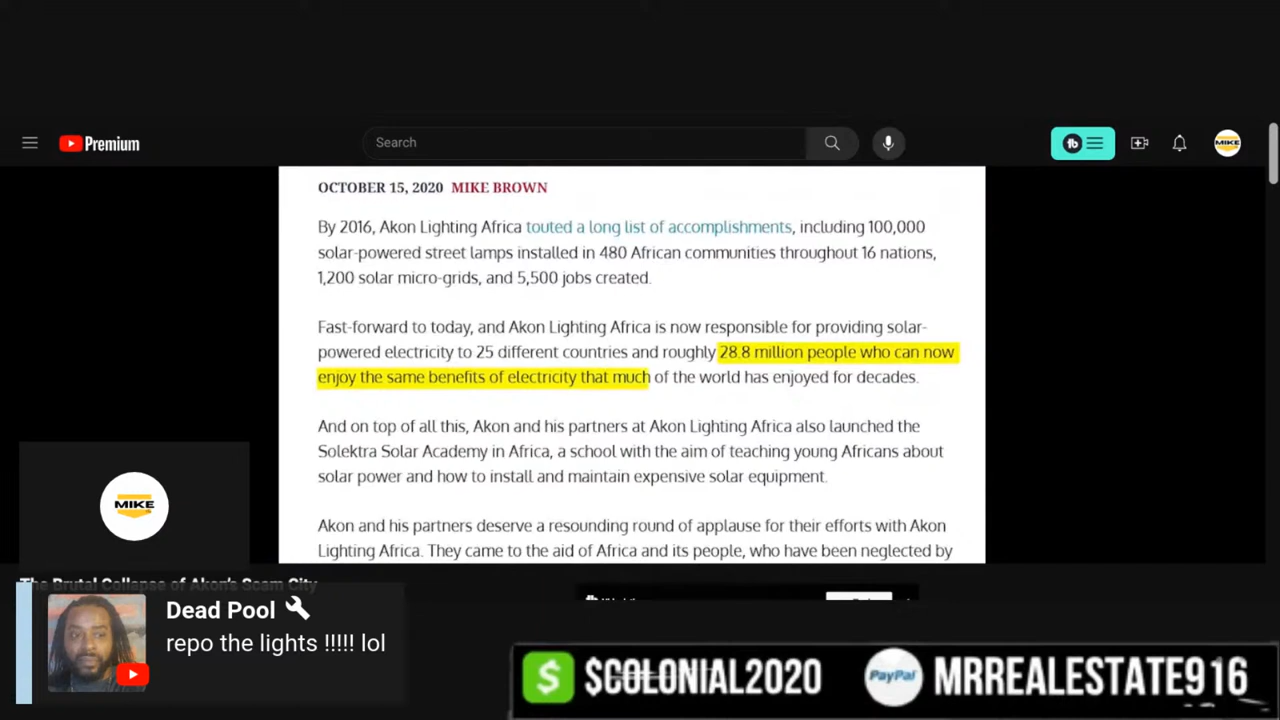 Premium
Search
MIKE
OCTOBER 15, 2020 MIKE BROWN
By 2016, Akon Lighting Africa touted a long list of accomplishments, including 100,000
solar-powered street lamps installed in 480 African communities throughout 16 nations,
1,200 solar micro-grids, and 5,500 jobs created.
Fast-forward to today, and Akon Lighting Africa is now responsible for providing solar-
powered electricity to 25 different countries and roughly 28.8 million people who can now
enjoy the same benefits of electricity that much of the world has enjoyed for decades.
And on top of all this, Akon and his partners at Akon Lighting Africa also launched the
Solektra Solar Academy in Africa, a school with the aim of teaching young Africans about
solar power and how to install and maintain expensive solar equipment.
Akon and his partners deserve a resounding round of applause for their efforts with Akon
Lighting Africa. They came to the aid of Africa and its people, who have been neglected by
MIKE
The Brutal Collapse of Akon's Scam City
Dead Pool
repo the lights !!!!! lol
$ $COLONIAL2020 PayPal MRREALESTATE916